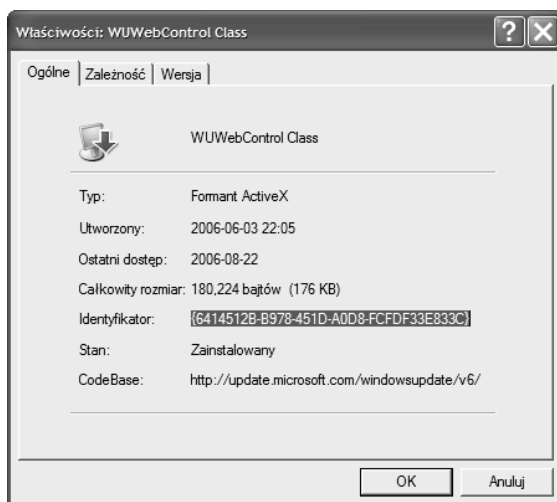 Właściwości: WUWebControl Class
Ogólne Zależność Wersja
WUWebControl Class
Typ: Formant ActiveX
Utworzony: 2006-06-03 22:05
Ostatni dostęp: 2006-08-22
Całkowity rozmiar: 180,224 bajtów (176 KB)
Identyfikator: {6414512B-B978-451D-A0D8-FCFDF33E833C}
Stan: Zainstalowany
CodeBase: http://update.microsoft.com/windowsupdate/v6/
OK Anuluj